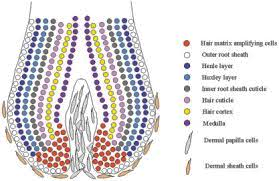 Hair matrix amplifying cells
Outer root sheath
Henle layer
Huxley layer
Inner root sheath cuticle
Hair cuticle
Hair cortex
Medulla
Dermal papilla cells
Dermal sheath cells